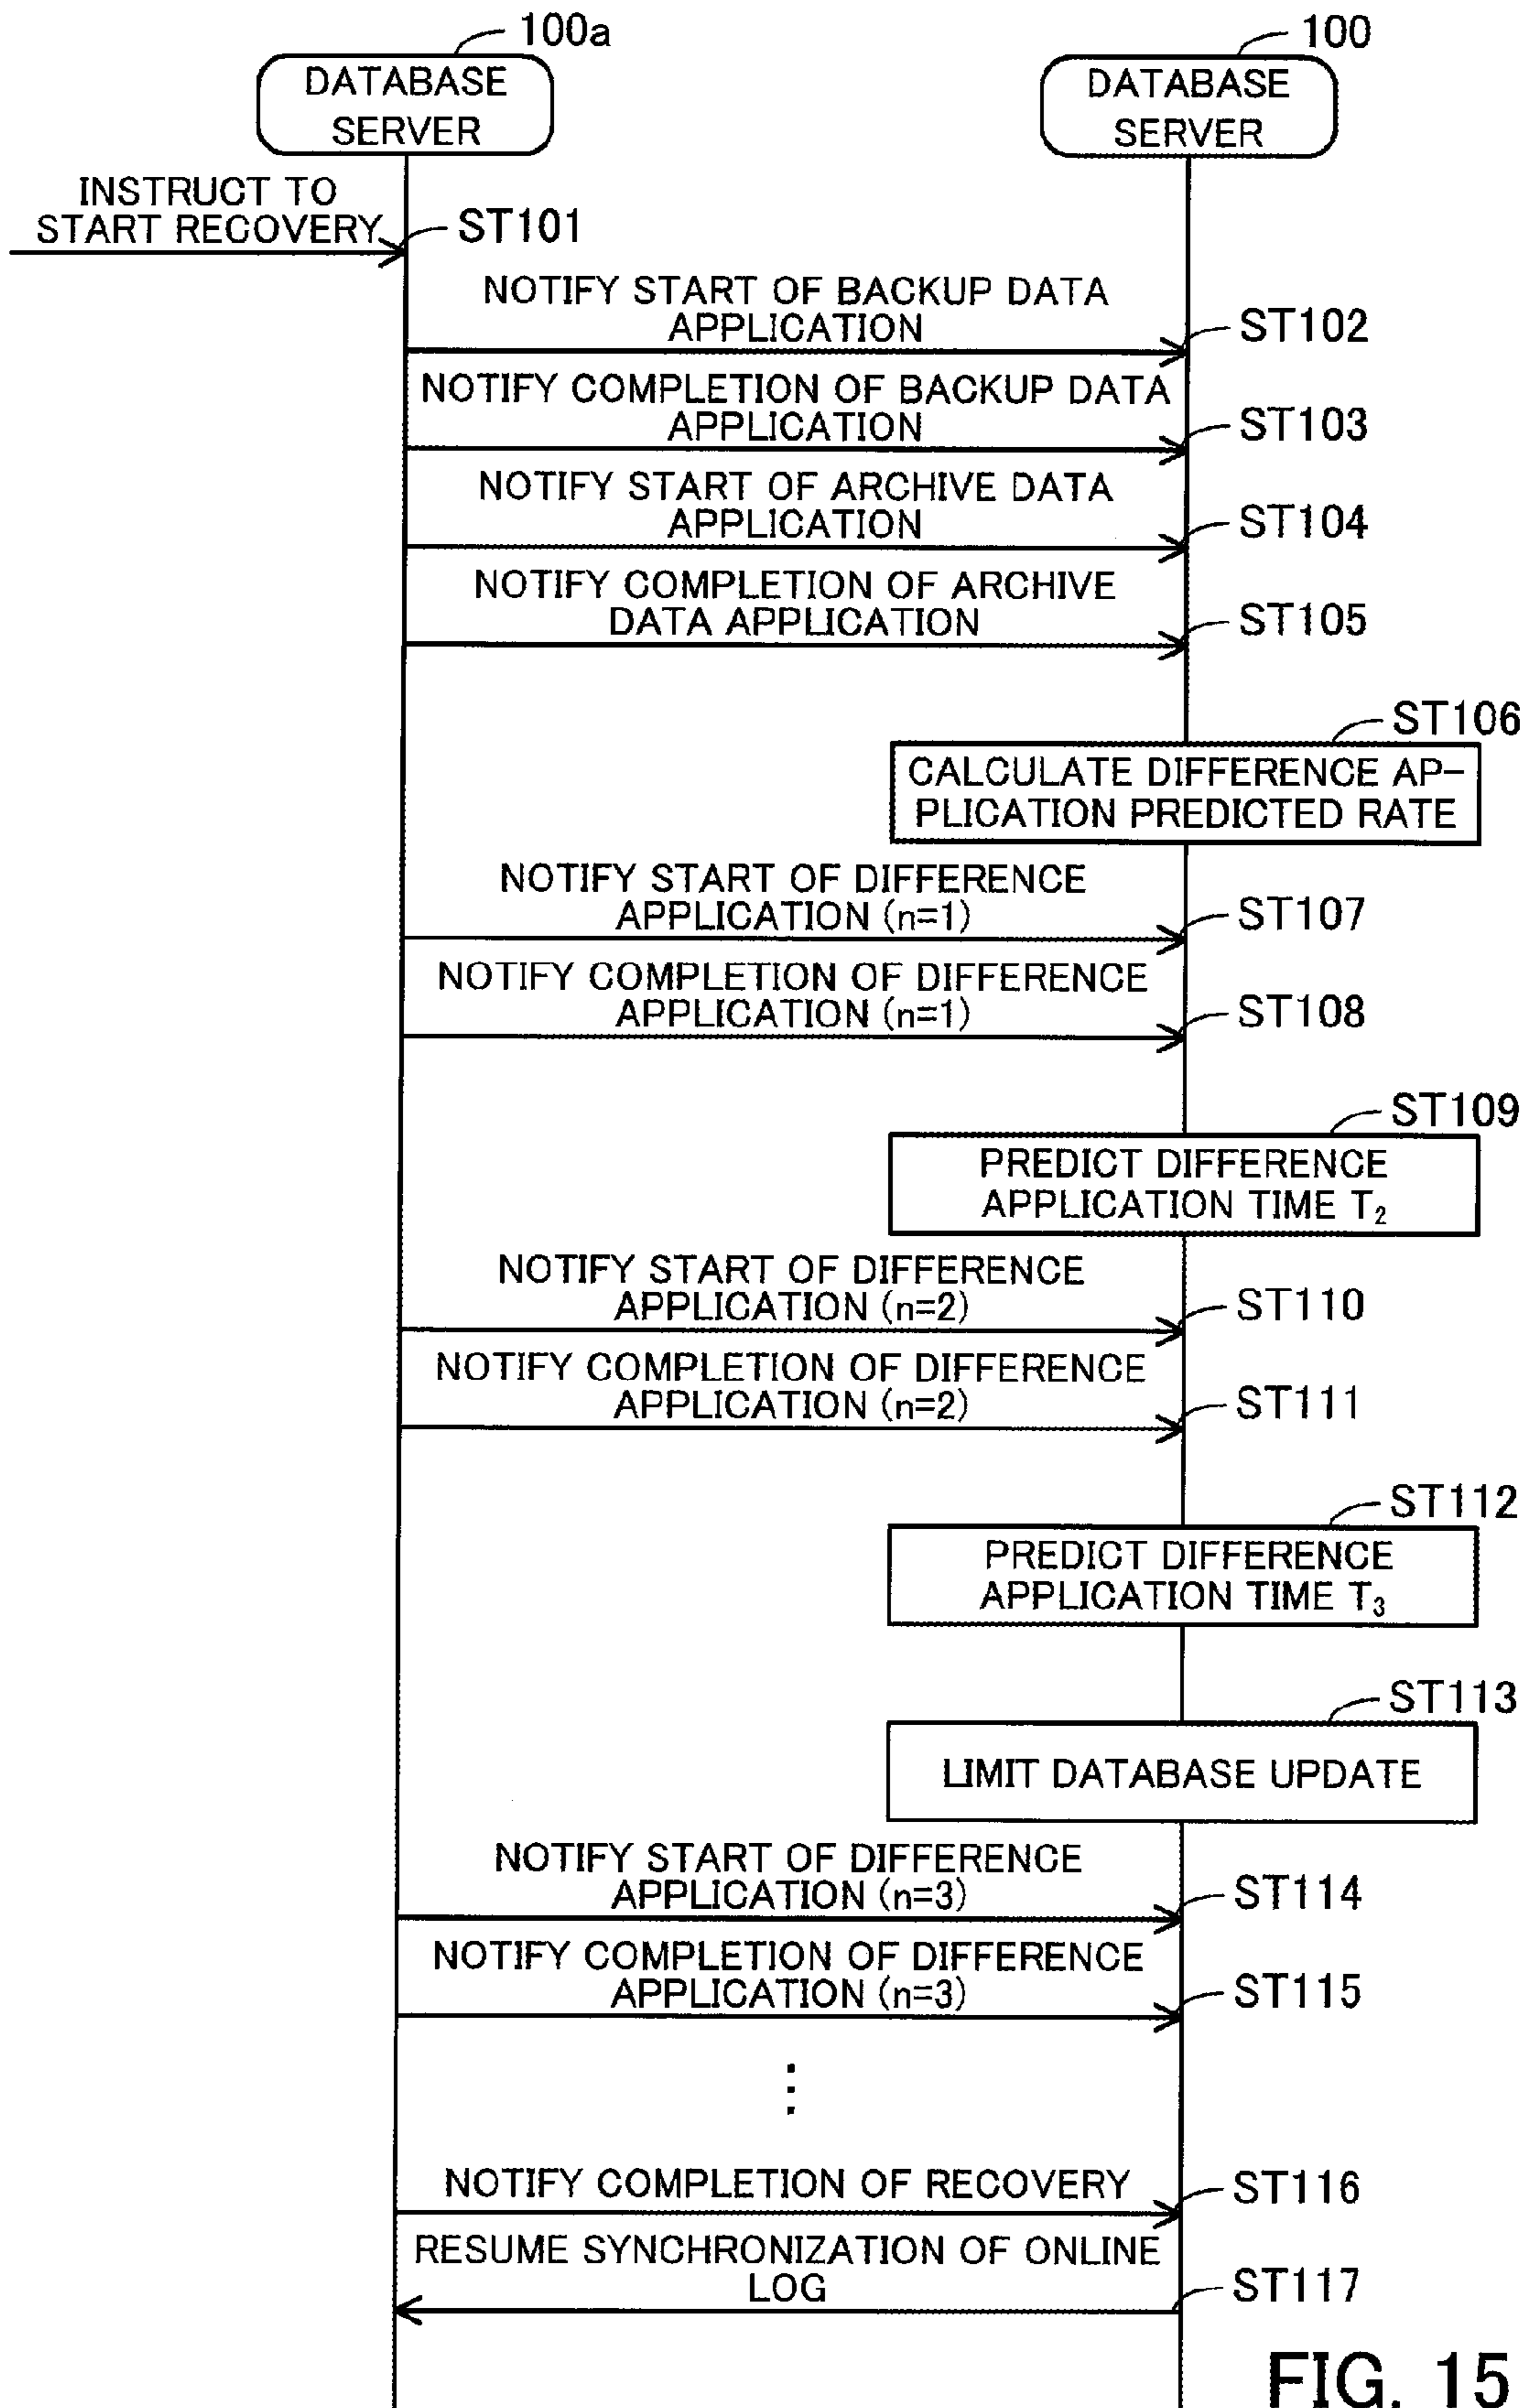 100a
100
DATABASE
SERVER
DATABASE
SERVER
INSTRUCT TO
START RECOVERY
ST101
NOTIFY START OF BACKUP DATA
APPLICATION
ST102
NOTIFY COMPLETION OF BACKUP DATA
APPLICATION
ST103
NOTIFY START OF ARCHIVE DATA
APPLICATION
ST104
NOTIFY COMPLETION OF ARCHIVE
DATA APPLICATION
ST105
ST106
CALCULATE DIFFERENCE AP-
PLICATION PREDICTED RATE
NOTIFY START OF DIFFERENCE
APPLICATION (n=1)
ST107
NOTIFY COMPLETION OF DIFFERENCE
APPLICATION (n=1)
ST108
ST109
PREDICT DIFFERENCE
APPLICATION TIME T₂
NOTIFY START OF DIFFERENCE
APPLICATION (n=2)
ST110
NOTIFY COMPLETION OF DIFFERENCE
APPLICATION (n=2)
ST111
ST112
PREDICT DIFFERENCE
APPLICATION TIME T₃
ST113
LIMIT DATABASE UPDATE
NOTIFY START OF DIFFERENCE
APPLICATION (n=3)
ST114
NOTIFY COMPLETION OF DIFFERENCE
APPLICATION (n=3)
ST115
⋮
NOTIFY COMPLETION OF RECOVERY
ST116
RESUME SYNCHRONIZATION OF ONLINE
LOG
ST117
FIG. 15